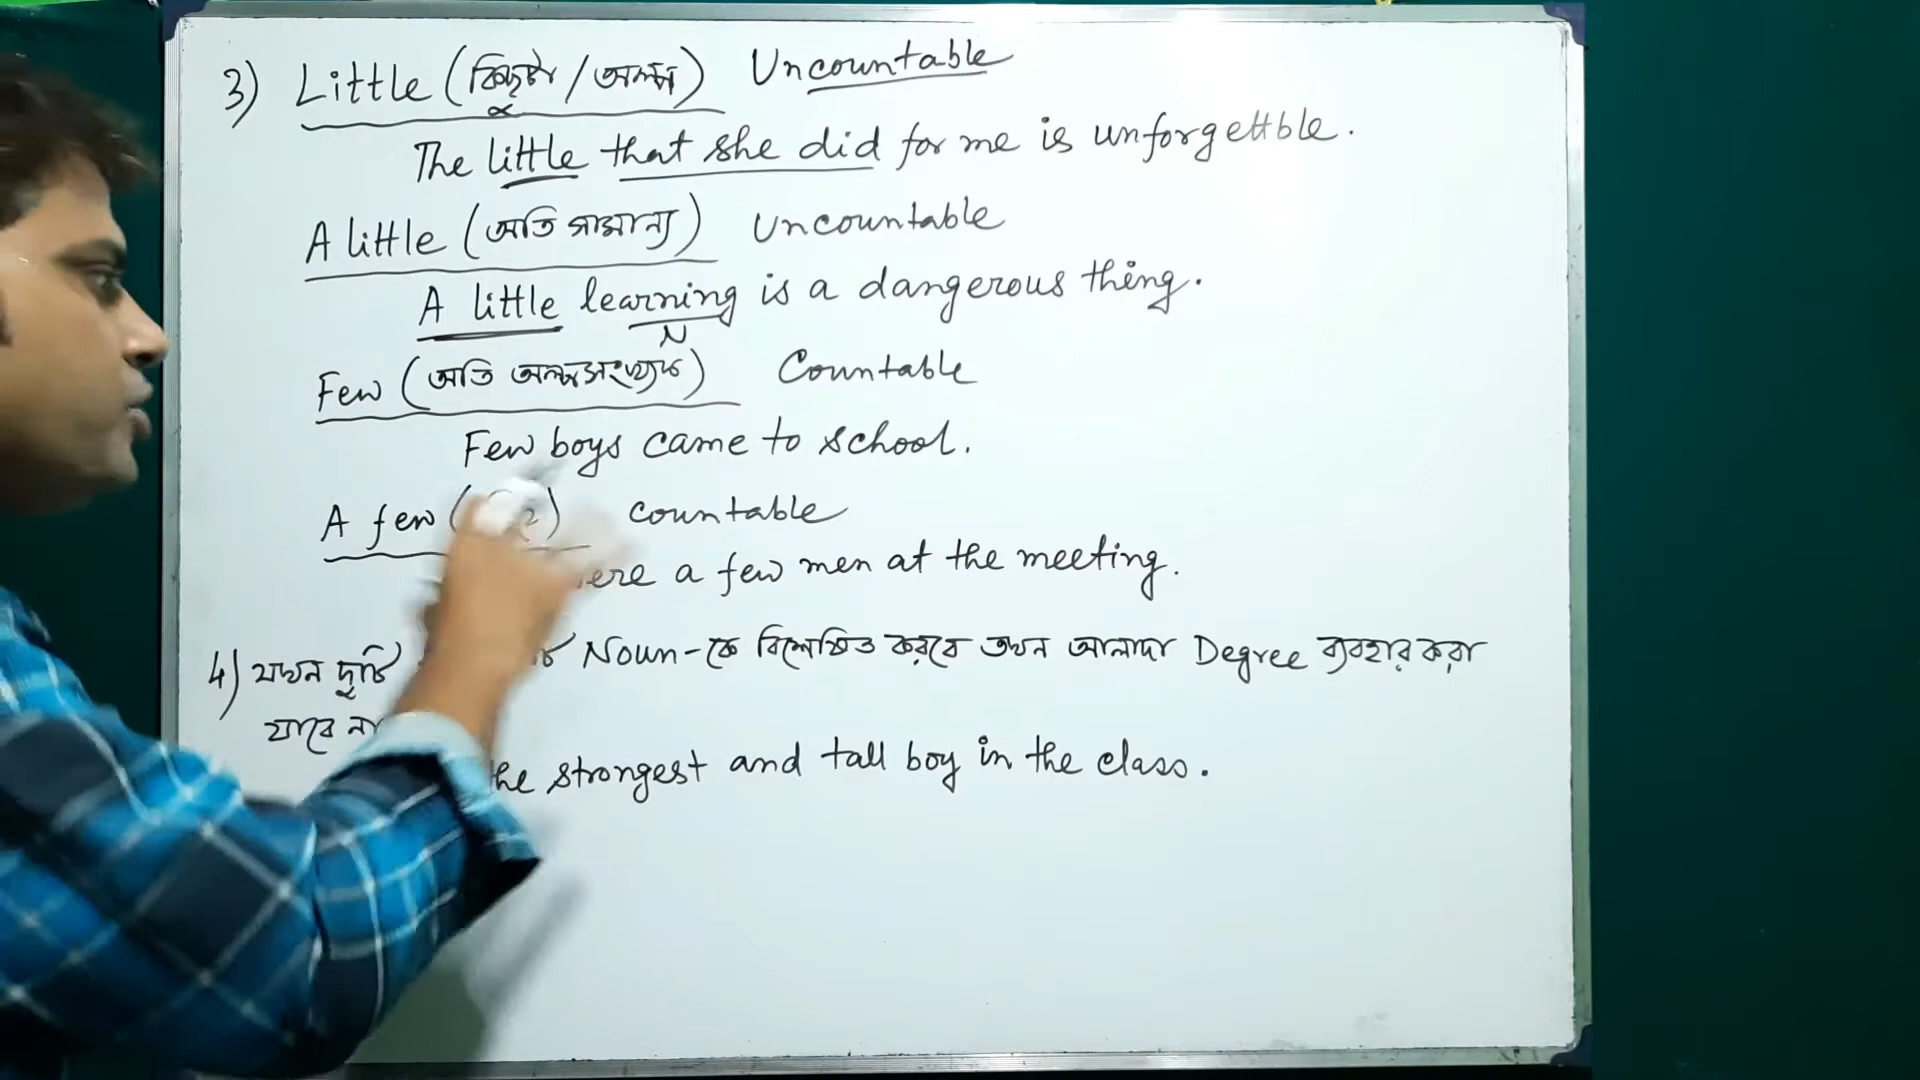 3) Little (কিছুটা / অল্প) Uncountable
The little that she did for me is unforgettble.
A little (অতি সামান্য) Uncountable
A little learning is a dangerous thing.
N
Few (অতি অল্পসংখ্যক) Countable
Few boys came to school.
A few ( ) countable
a few men at the meeting.
4) যখন দুটি Noun-কে বিশেষিত করবে তখন আলাদা Degree ব্যবহার করা
যাবে না
the strongest and tall boy in the class.